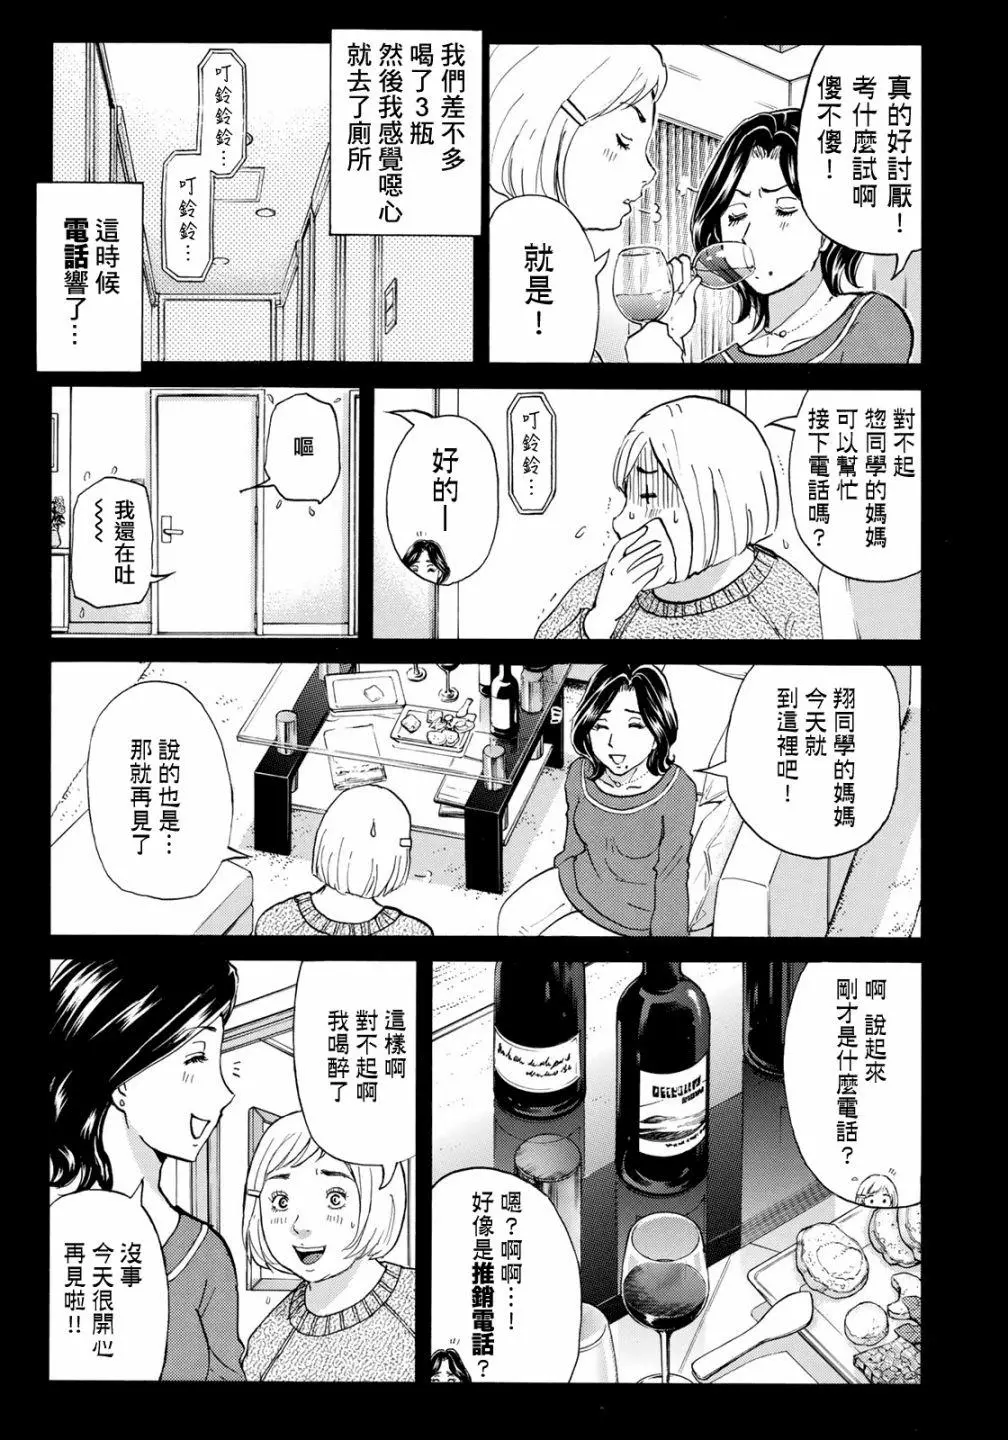 真的好討厭！
考什麼試啊
傻不傻！
就是！
我們差不多
喝了3瓶
然後我感覺噁心
就去了廁所
叮鈴鈴鈴…
叮鈴鈴…
這時候
電話響了…
對不起
惣同學的媽媽
可以幫忙
接下電話嗎？
叮鈴鈴…
好的ー
嘔
我還在吐
翔同學的媽媽
今天就
到這裡吧！
說的也是…
那就再見了
啊 說起來
剛才是什麼電話？
嗯？啊啊…！
好像是推銷電話？
這樣啊
對不起啊
我喝醉了
沒事
今天很開心
再見啦!!